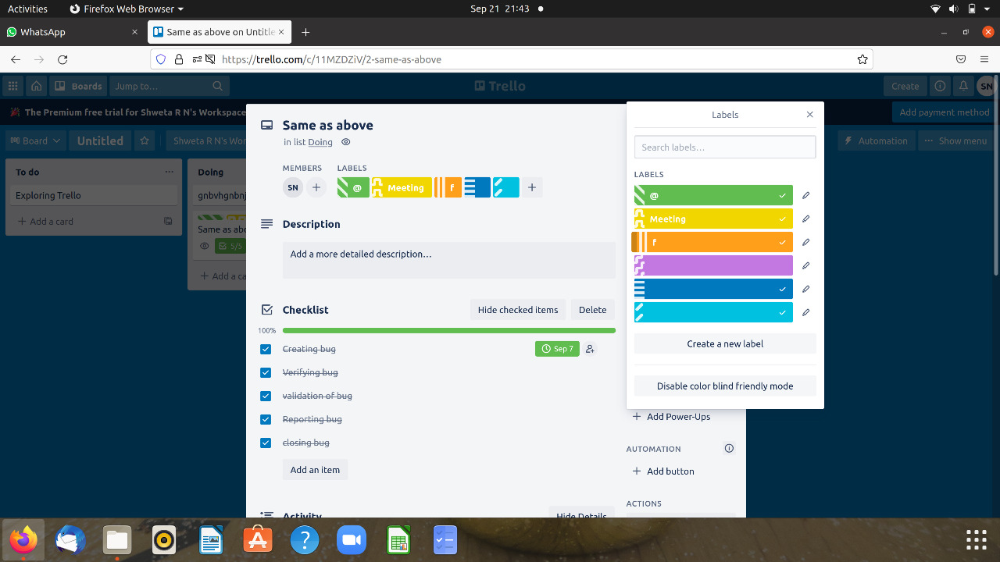 Activities
Firefox Web Browser
Sep 21 21:43
WhatsApp
Same as above on Untitle
https://trello.com/c/11MZDZiV/2-same-as-above
Boards
Jump to…
Trello
Create
SN
The Premium free trial for Shweta R N's Workspace
Add payment method
Board
Untitled
Shweta R N's Wor
Automation
Show menu
To do
Exploring Trello
Add a card
Doing
gnbvhgnbnj
Same as abov
5/5
Add a ca
Same as above
in list Doing
MEMBERS
SN
LABELS
@
Meeting
f
Description
Add a more detailed description…
Checklist
Hide checked items
Delete
100%
Creating bug
Sep 7
Verifying bug
validation of bug
Reporting bug
closing bug
Add an item
Activity
Hide Details
Labels
Search labels…
LABELS
@
Meeting
f
Create a new label
Disable color blind friendly mode
Add Power-Ups
AUTOMATION
Add button
ACTIONS